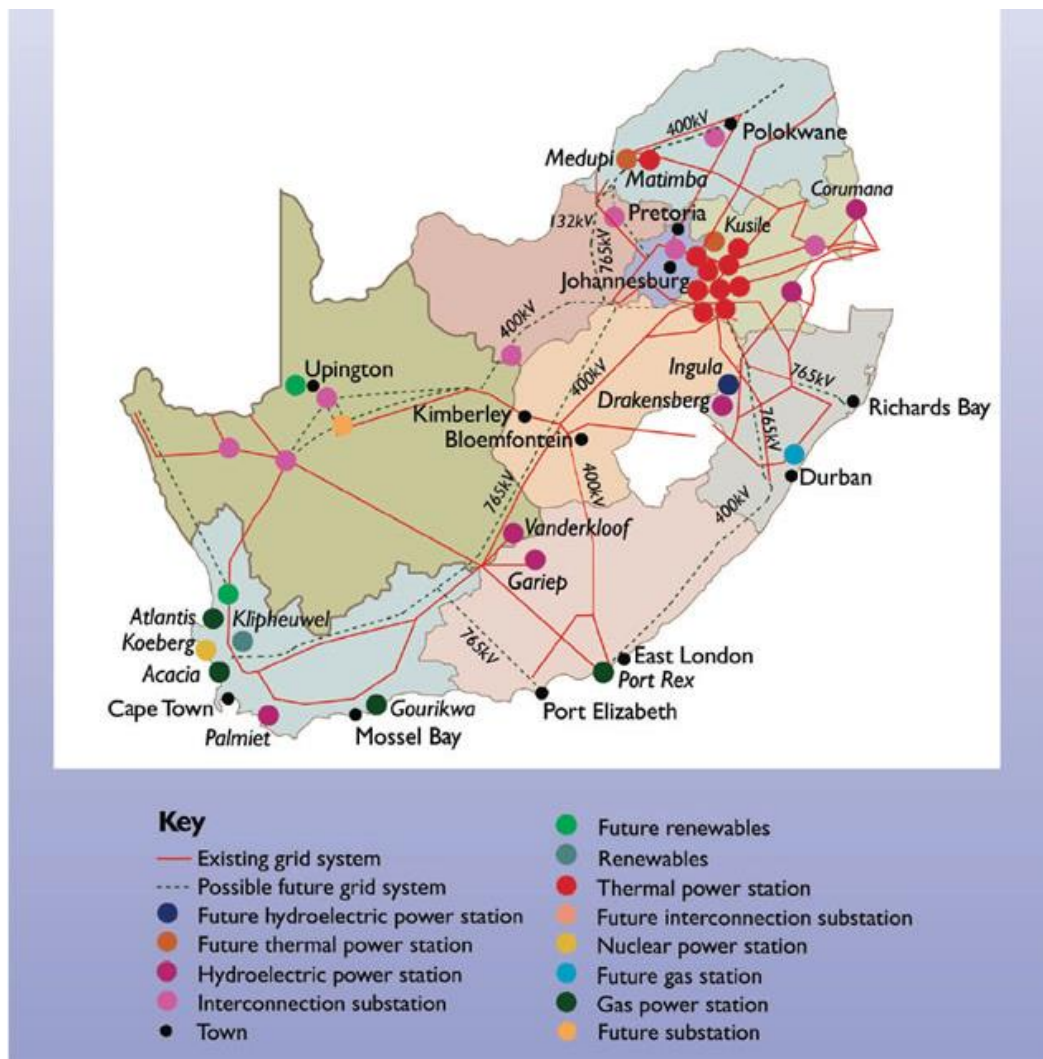 400kV
Polokwane
Medupi
Matimba
Corumana
132kV
Pretoria
Kusile
765kV
Johannesburg
400kV
Upington
400kV
Ingula
Drakensberg
765kV
Richards Bay
Kimberley
Bloemfontein
765kV
Durban
765kV
400kV
400kV
Vanderkloof
Gariep
Atlantis
Klipheuwel
Koeberg
765kV
Acacia
East London
Port Rex
Cape Town
Gourikwa
Port Elizabeth
Palmiet
Mossel Bay
Key
Existing grid system
Possible future grid system
Future hydroelectric power station
Future thermal power station
Hydroelectric power station
Interconnection substation
Town
Future renewables
Renewables
Thermal power station
Future interconnection substation
Nuclear power station
Future gas station
Gas power station
Future substation